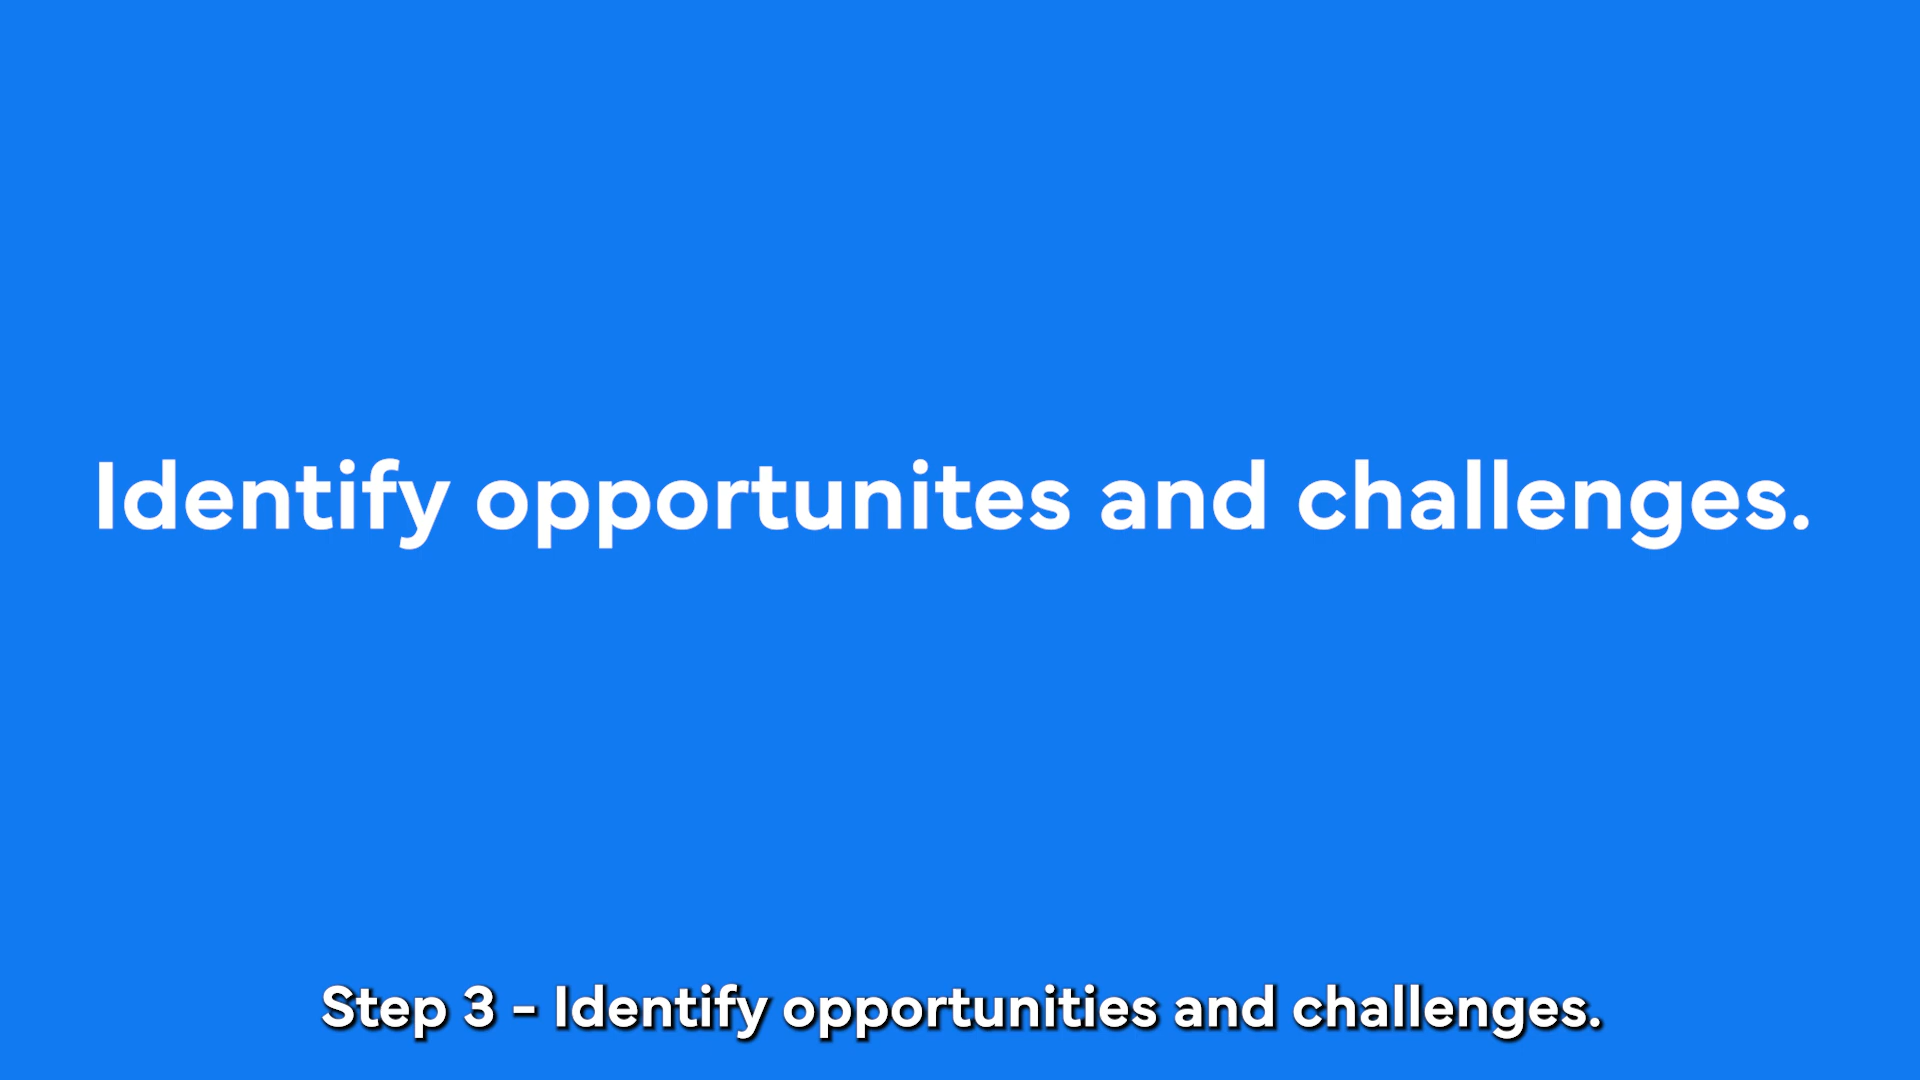 Identify opportunites and challenges.
Step 3 - Identify opportunities and challenges.